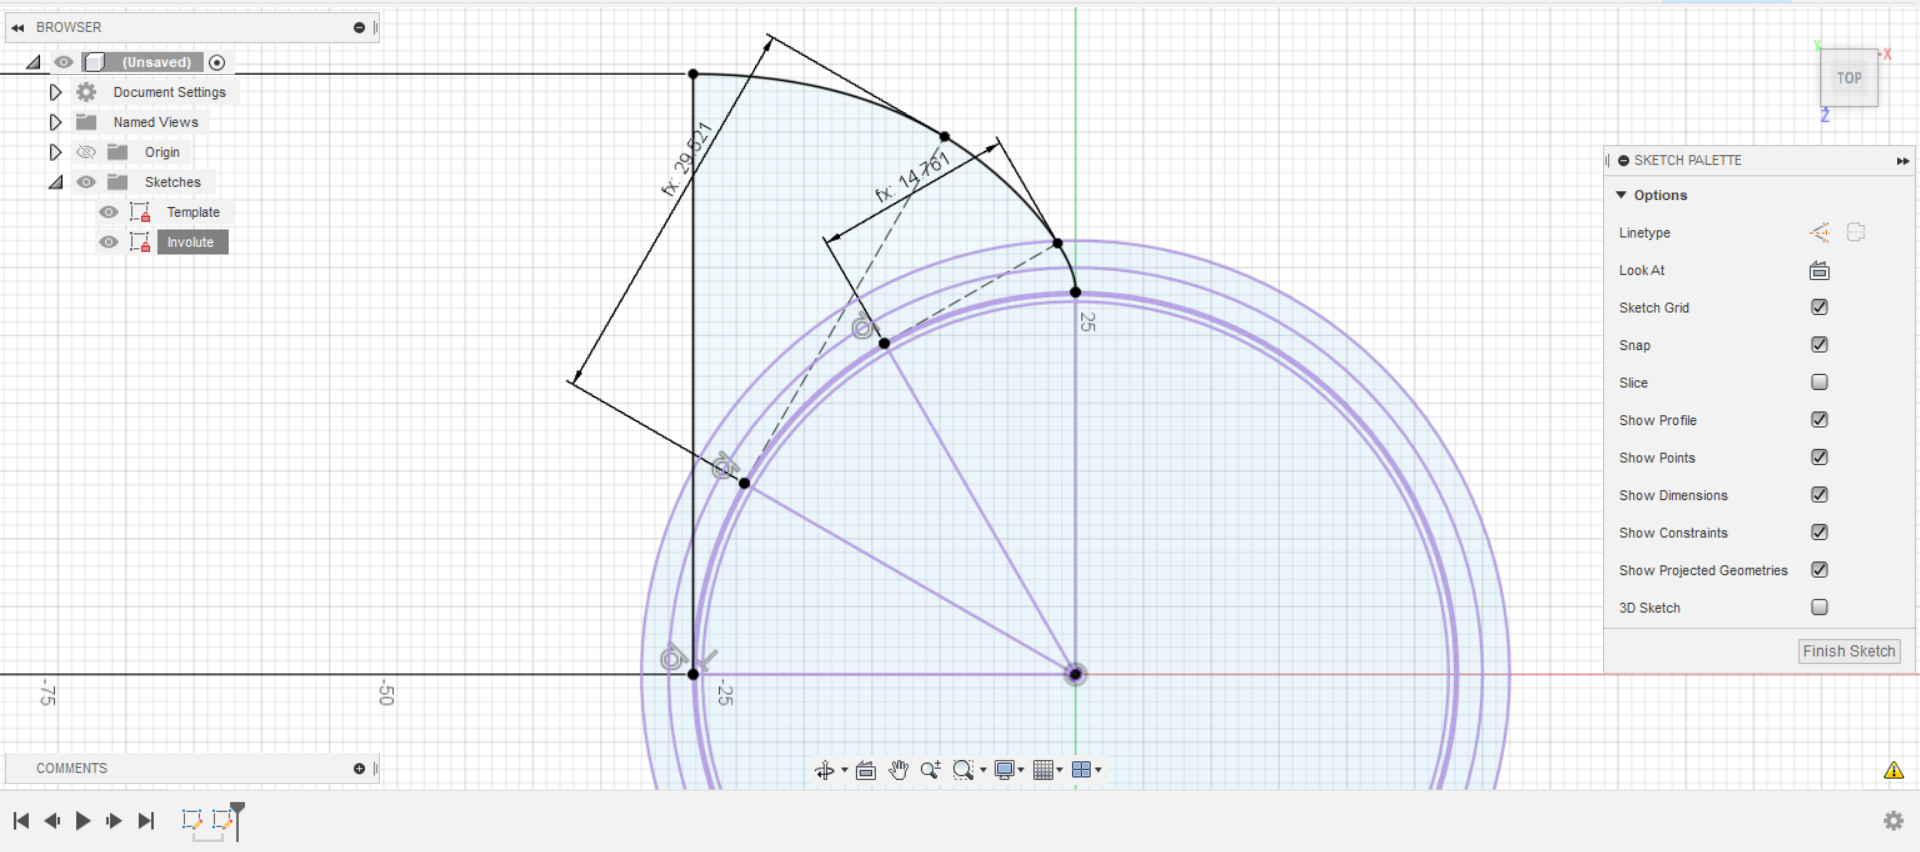 BROWSER
(Unsaved)
Document Settings
Named Views
Origin
Sketches
Template
Involute
fx: 29.521
fx: 14.761
25
-75
-50
-25
TOP
Y
X
Z
SKETCH PALETTE
Options
Linetype
Look At
Sketch Grid
Snap
Slice
Show Profile
Show Points
Show Dimensions
Show Constraints
Show Projected Geometries
3D Sketch
Finish Sketch
COMMENTS